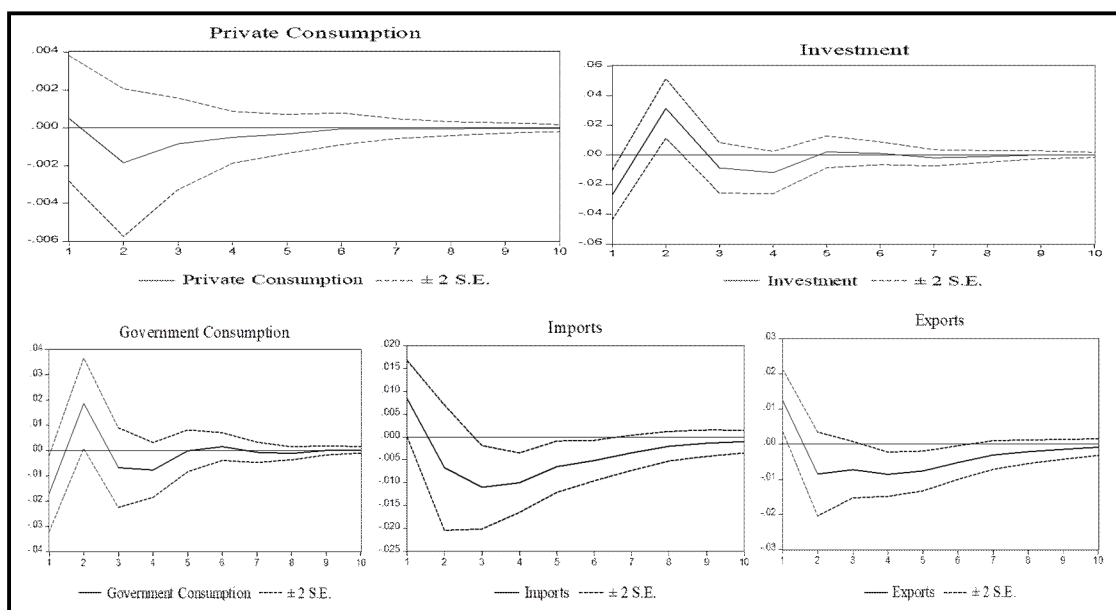 Private Consumption
.004
.002
.000
-.002
-.004
-.006
1 2 3 4 5 6 7 8 9 10
Private Consumption ± 2 S.E.
Investment
.06
.04
.02
.00
-.02
-.04
-.06
1 2 3 4 5 6 7 8 9 10
Investment ± 2 S.E.
Government Consumption
.04
.03
.02
.01
.00
-.01
-.02
-.03
-.04
1 2 3 4 5 6 7 8 9 10
Government Consumption ± 2 S.E.
Imports
.020
.015
.010
.005
.000
-.005
-.010
-.015
-.020
-.025
1 2 3 4 5 6 7 8 9 10
Imports ± 2 S.E.
Exports
.03
.02
.01
.00
-.01
-.02
-.03
1 2 3 4 5 6 7 8 9 10
Exports ± 2 S.E.